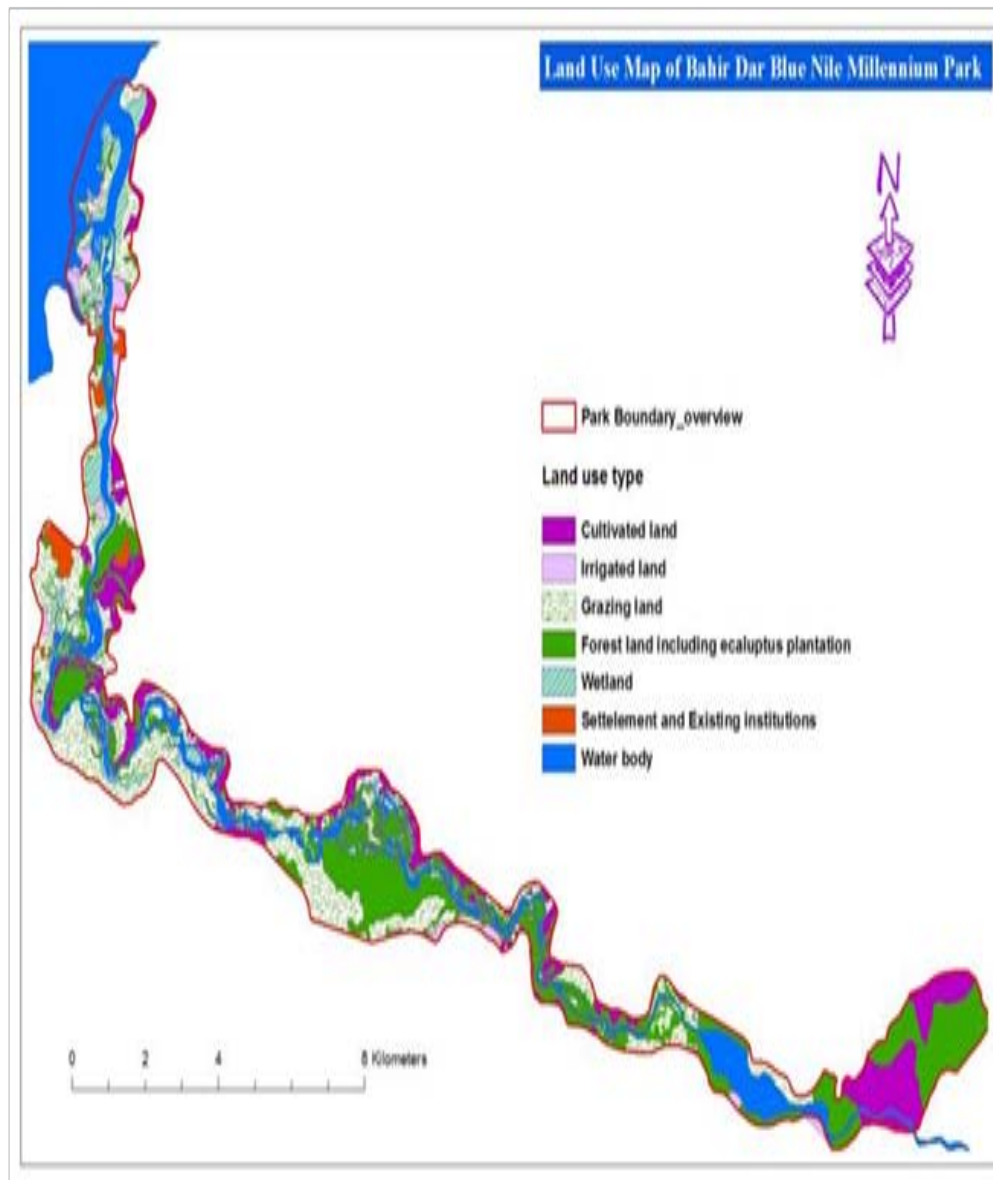 Land Use Map of Bahir Dar Blue Nile Millennium Park
N
Park Boundary_overview
Land use type
Cultivated land
Irrigated land
Grazing land
Forest land including ecaluptus plantation
Wetland
Settelement and Existing institutions
Water body
0 2 4 8 Kilometers